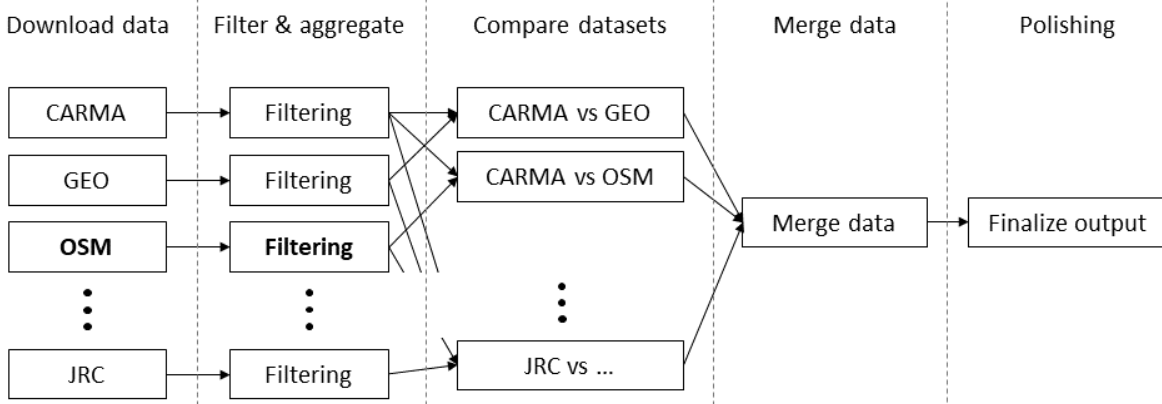 Download data
Filter & aggregate
Compare datasets
Merge data
Polishing
CARMA
Filtering
CARMA vs GEO
GEO
Filtering
CARMA vs OSM
OSM
Filtering
Merge data
Finalize output
JRC
Filtering
JRC vs ...